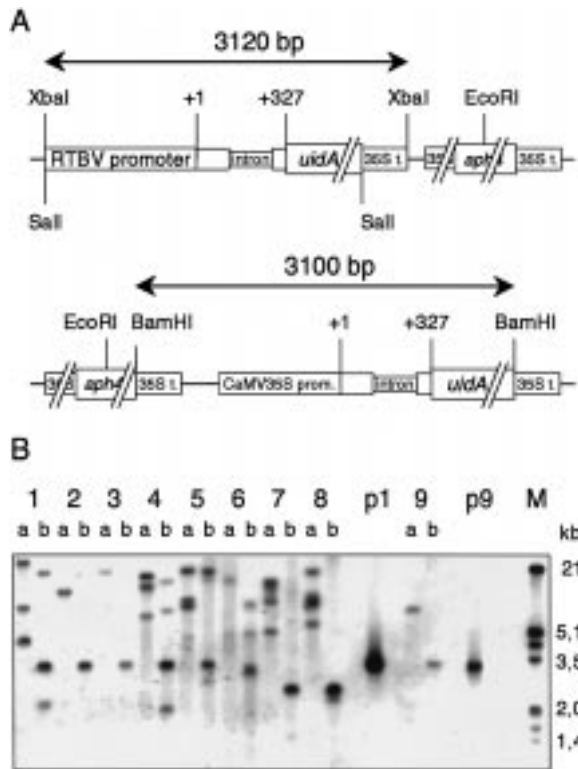 A
3120 bp
XbaI +1 +327 XbaI EcoRI
RTBV promoter intron uidA 35S t. 35S aph4 35S t.
SalI SalI
3100 bp
EcoRI BamHI +1 +327 BamHI
35S aph4 35S t. CaMV35S prom. intron uidA 35S t.
B
1 2 3 4 5 6 7 8 p1 9 p9 M
a b a b a b a b a b a b a b a b a b kb
21
5,1
3,5
2,0
1,4